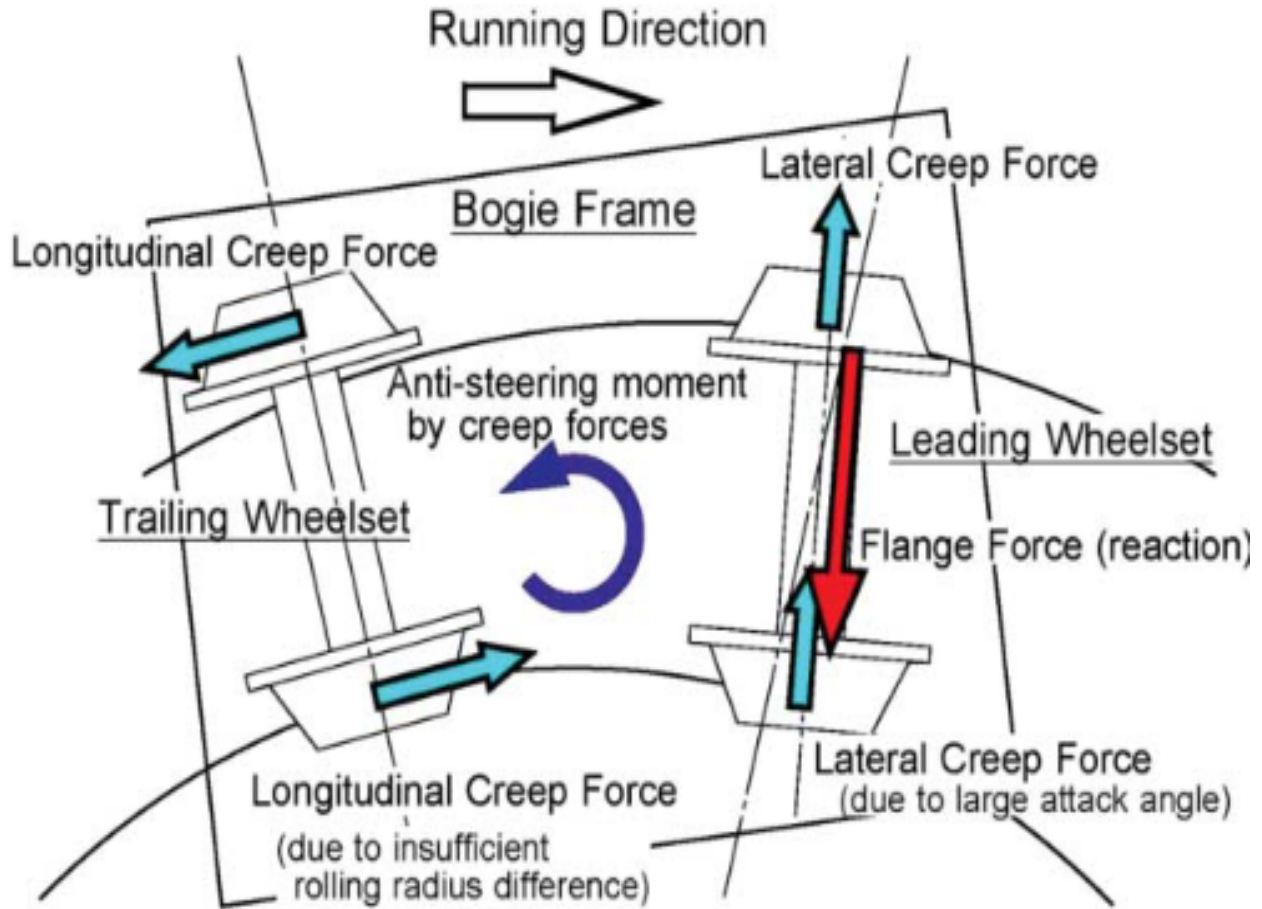 Running Direction
Lateral Creep Force
Bogie Frame
Longitudinal Creep Force
Anti-steering moment
by creep forces
Leading Wheelset
Trailing Wheelset
Flange Force (reaction)
Lateral Creep Force
(due to large attack angle)
Longitudinal Creep Force
(due to insufficient
rolling radius difference)